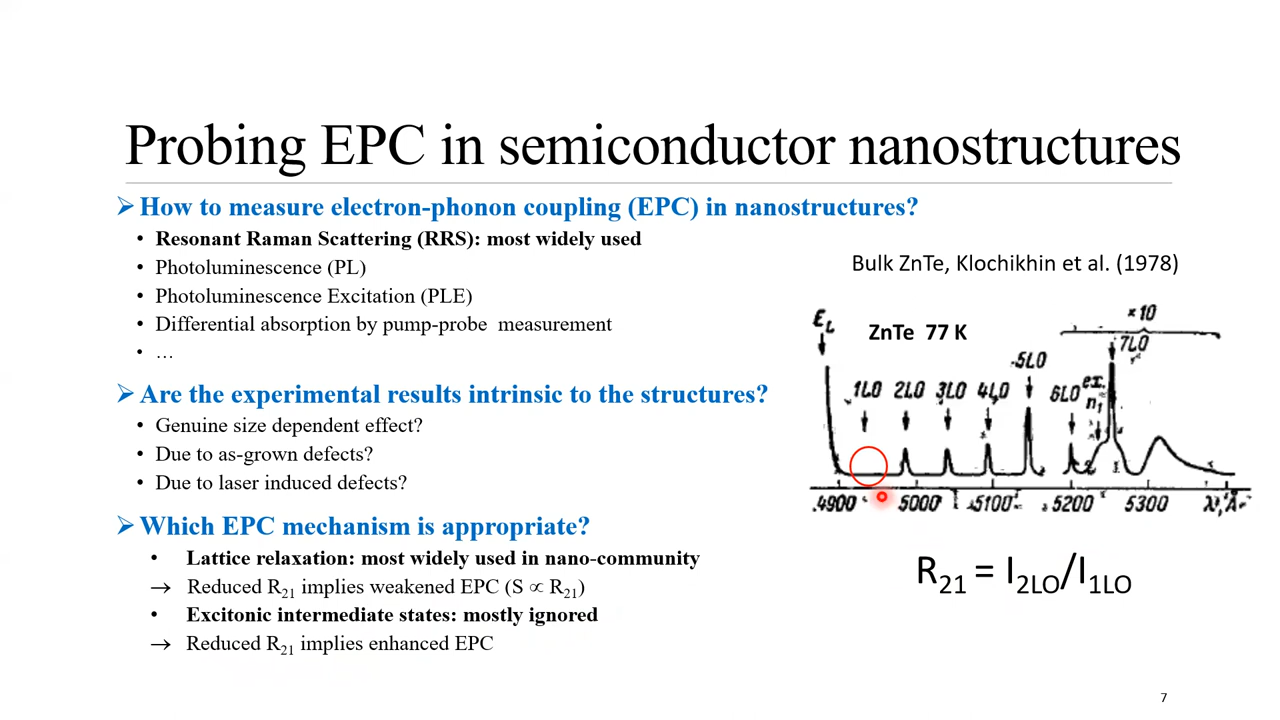 Probing EPC in semiconductor nanostructures
➢ How to measure electron-phonon coupling (EPC) in nanostructures?
• Resonant Raman Scattering (RRS): most widely used
• Photoluminescence (PL)
• Photoluminescence Excitation (PLE)
• Differential absorption by pump-probe measurement
• …
➢ Are the experimental results intrinsic to the structures?
• Genuine size dependent effect?
• Due to as-grown defects?
• Due to laser induced defects?
➢ Which EPC mechanism is appropriate?
• Lattice relaxation: most widely used in nano-community
→ Reduced R₂₁ implies weakened EPC (S ∝ R₂₁)
• Excitonic intermediate states: mostly ignored
→ Reduced R₂₁ implies enhanced EPC
Bulk ZnTe, Klochikhin et al. (1978)
×10
E_L
ZnTe 77 K
7LO
5LO
1LO 2LO 3LO 4LO 6LO ex. n₁
4900 5000 5100 5200 5300 λ, Å
R₂₁ = I₂LO/I₁LO
7